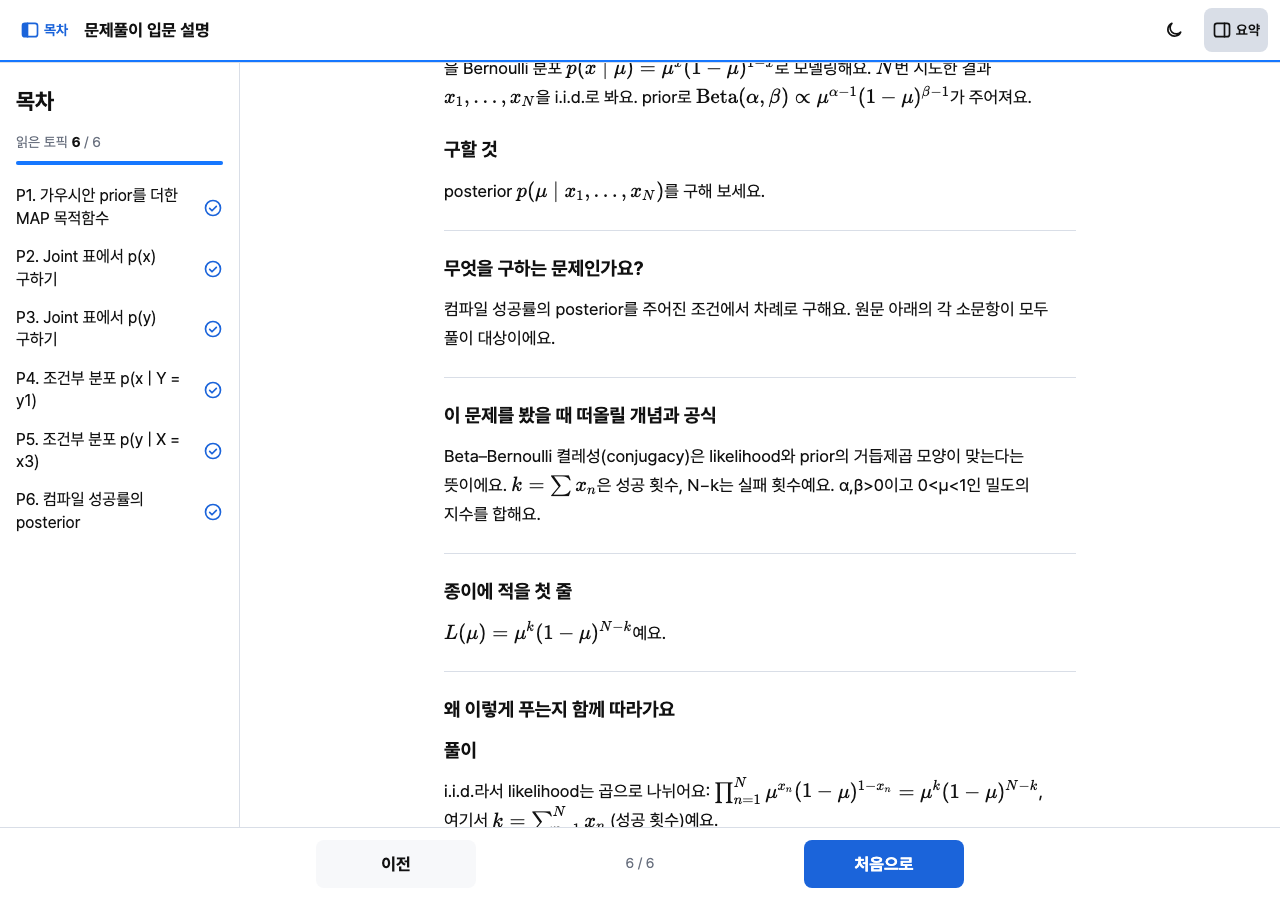 목차 문제풀이 입문 설명 요약
목차
읽은 토픽 6 / 6
P1. 가우시안 prior를 더한
MAP 목적함수
P2. Joint 표에서 p(x)
구하기
P3. Joint 표에서 p(y)
구하기
P4. 조건부 분포 p(x | Y =
y1)
P5. 조건부 분포 p(y | X =
x3)
P6. 컴파일 성공률의
posterior
을 Bernoulli 분포 p(x | μ) = μ^x(1 − μ)^{1−x}로 모델링해요. N번 시도한 결과
x_1, . . . , x_N을 i.i.d.로 봐요. prior로 Beta(α, β) ∝ μ^{α−1}(1 − μ)^{β−1}가 주어져요.
구할 것
posterior p(μ | x_1, . . . , x_N)를 구해 보세요.
무엇을 구하는 문제인가요?
컴파일 성공률의 posterior를 주어진 조건에서 차례로 구해요. 원문 아래의 각 소문항이 모두
풀이 대상이에요.
이 문제를 봤을 때 떠올릴 개념과 공식
Beta–Bernoulli 켤레성(conjugacy)은 likelihood와 prior의 거듭제곱 모양이 맞는다는
뜻이에요. k = ∑ x_n은 성공 횟수, N−k는 실패 횟수예요. α,β>0이고 0<μ<1인 밀도의
지수를 합해요.
종이에 적을 첫 줄
L(μ) = μ^k(1 − μ)^{N−k}예요.
왜 이렇게 푸는지 함께 따라가요
풀이
i.i.d.라서 likelihood는 곱으로 나뉘어요: ∏_{n=1}^N μ^{x_n}(1 − μ)^{1−x_n} = μ^k(1 − μ)^{N−k},
여기서 k = ∑_{n=1}^N x_n (성공 횟수)예요.
이전 6 / 6 처음으로